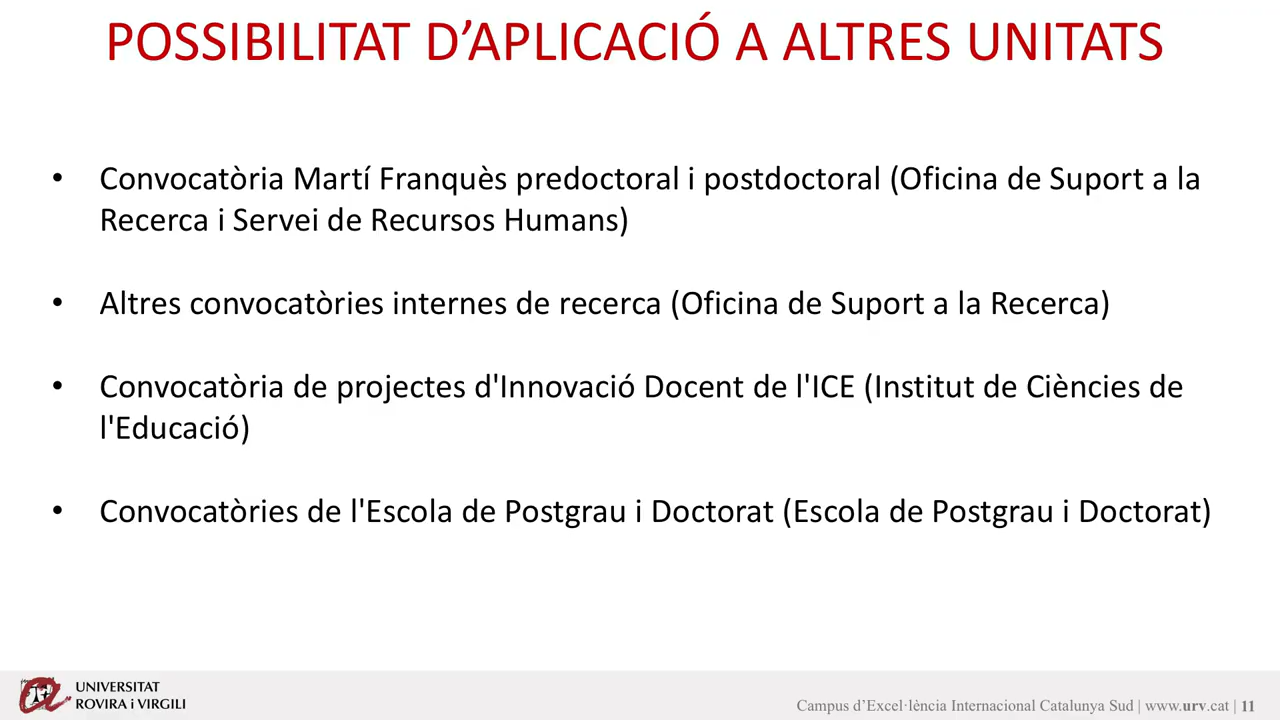 POSSIBILITAT D’APLICACIÓ A ALTRES UNITATS
• Convocatòria Martí Franquès predoctoral i postdoctoral (Oficina de Suport a la
Recerca i Servei de Recursos Humans)
• Altres convocatòries internes de recerca (Oficina de Suport a la Recerca)
• Convocatòria de projectes d'Innovació Docent de l'ICE (Institut de Ciències de
l'Educació)
• Convocatòries de l'Escola de Postgrau i Doctorat (Escola de Postgrau i Doctorat)
UNIVERSITAT
ROVIRA i VIRGILI
Campus d’Excel·lència Internacional Catalunya Sud | www.urv.cat | 11